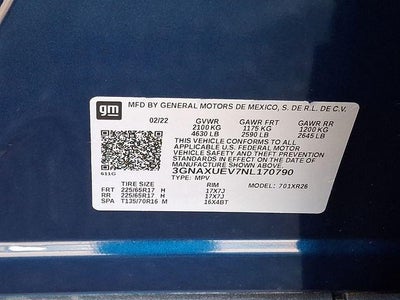 gm
MFD BY GENERAL MOTORS DE MEXICO, S. DE R.L. DE C.V.
02/22 GVWR GAWR FRT GAWR RR
2100 KG 1175 KG 1200 KG
4630 LB 2590 LB 2645 LB
THIS VEHICLE CONFORMS TO ALL
APPLICABLE U.S. FEDERAL MOTOR
VEHICLE SAFETY AND THEFT PREVENTION
STANDARDS IN EFFECT ON THE DATE OF
MANUFACTURE SHOWN ABOVE.
611G 3GNAXUEV7NL170790
TYPE: MPV
TIRE SIZE RIM MODEL: 701XR26
FRT 225/65R17 H 17X7J
RR 225/65R17 H 17X7J
SPA T135/70R16 M 16X4BT